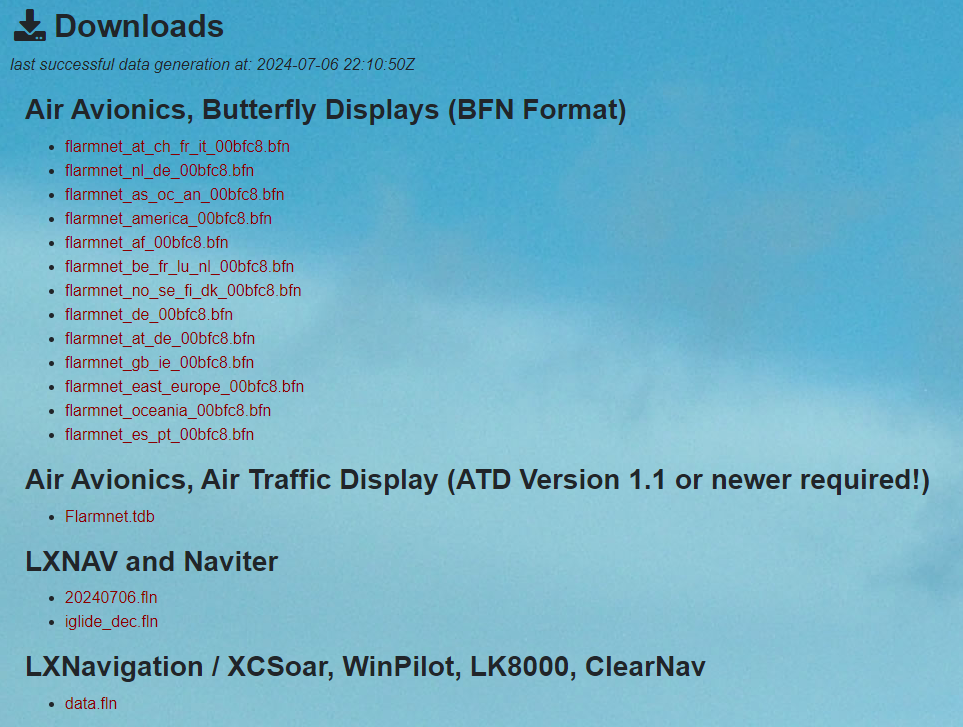 Downloads
last successful data generation at: 2024-07-06 22:10:50Z
Air Avionics, Butterfly Displays (BFN Format)
flarmnet_at_ch_fr_it_00bfc8.bfn
flarmnet_nl_de_00bfc8.bfn
flarmnet_as_oc_an_00bfc8.bfn
flarmnet_america_00bfc8.bfn
flarmnet_af_00bfc8.bfn
flarmnet_be_fr_lu_nl_00bfc8.bfn
flarmnet_no_se_fi_dk_00bfc8.bfn
flarmnet_de_00bfc8.bfn
flarmnet_at_de_00bfc8.bfn
flarmnet_gb_ie_00bfc8.bfn
flarmnet_east_europe_00bfc8.bfn
flarmnet_oceania_00bfc8.bfn
flarmnet_es_pt_00bfc8.bfn
Air Avionics, Air Traffic Display (ATD Version 1.1 or newer required!)
Flarmnet.tdb
LXNAV and Naviter
20240706.fln
iglide_dec.fln
LXNavigation / XCSoar, WinPilot, LK8000, ClearNav
data.fln